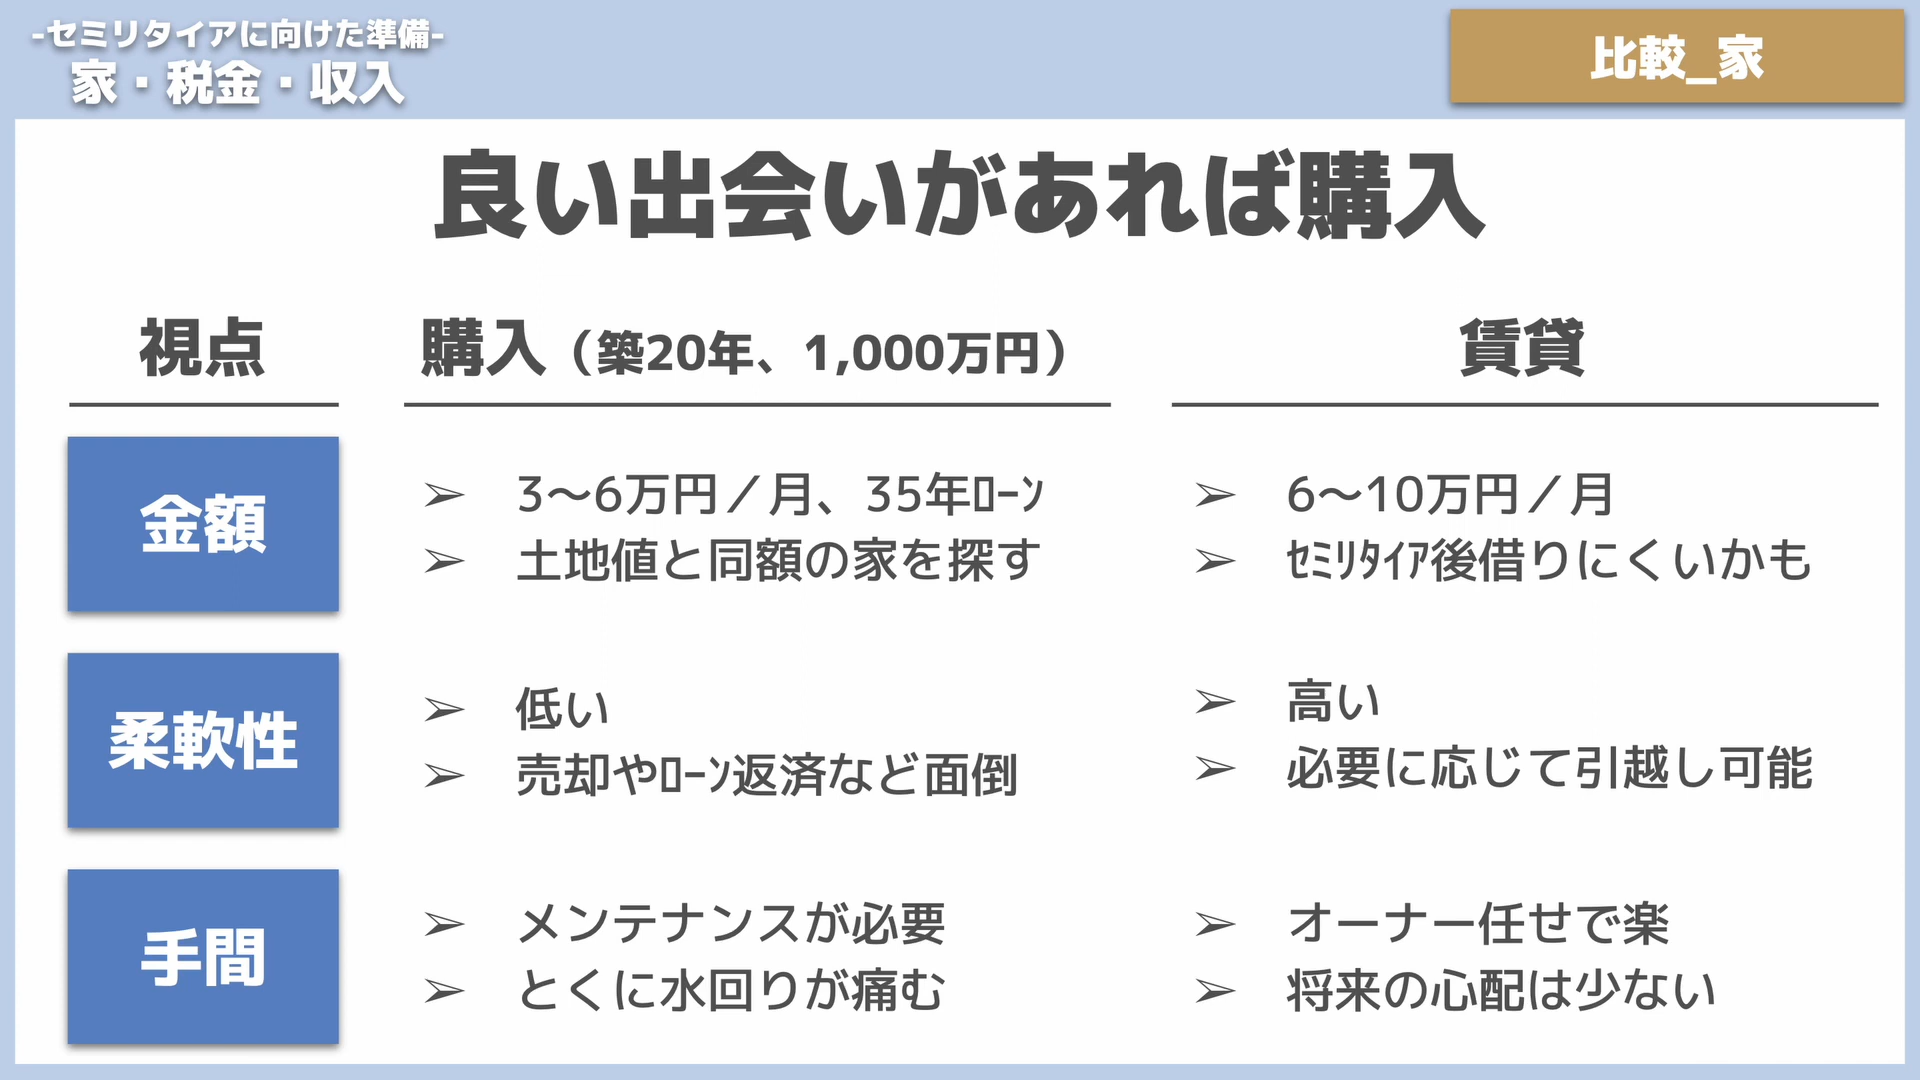 -セミリタイアに向けた準備-
家・税金・収入
比較_家
良い出会いがあれば購入
視点
購入（築20年、1,000万円）
賃貸
金額
➢ 3〜6万円／月、35年ﾛｰﾝ
➢ 土地値と同額の家を探す
➢ 6〜10万円／月
➢ ｾﾐﾘﾀｲｱ後借りにくいかも
柔軟性
➢ 低い
➢ 売却やﾛｰﾝ返済など面倒
➢ 高い
➢ 必要に応じて引越し可能
手間
➢ メンテナンスが必要
➢ とくに水回りが痛む
➢ オーナー任せで楽
➢ 将来の心配は少ない